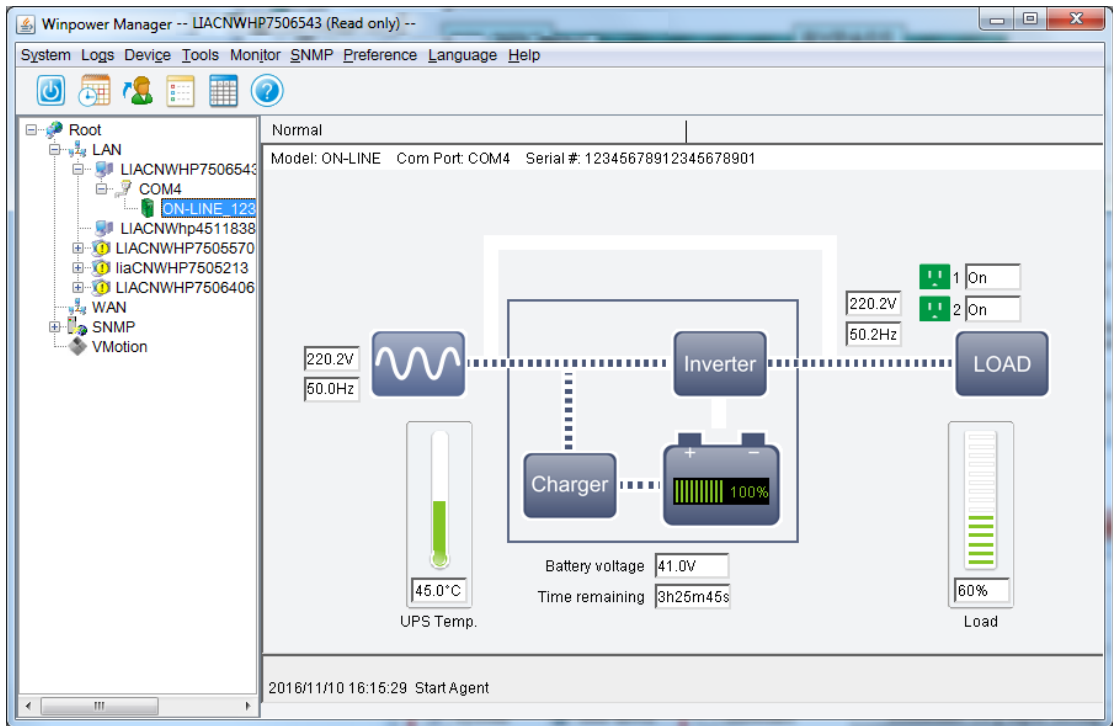 Winpower Manager -- LIACNWHP7506543 (Read only) --
System Logs Device Tools Monitor SNMP Preference Language Help
Root
LAN
LIACNWHP7506543
COM4
ON-LINE_123
LIACNWhp4511838
LIACNWHP7505570
liaCNWHP7505213
LIACNWHP7506406
WAN
SNMP
VMotion
Normal
Model: ON-LINE Com Port: COM4 Serial #: 12345678912345678901
1 On
2 On
220.2V
50.2Hz
220.2V
50.0Hz
Inverter
LOAD
Charger
+ −
100%
Battery voltage 41.0V
Time remaining 3h25m45s
45.0°C
UPS Temp.
60%
Load
2016/11/10 16:15:29 Start Agent